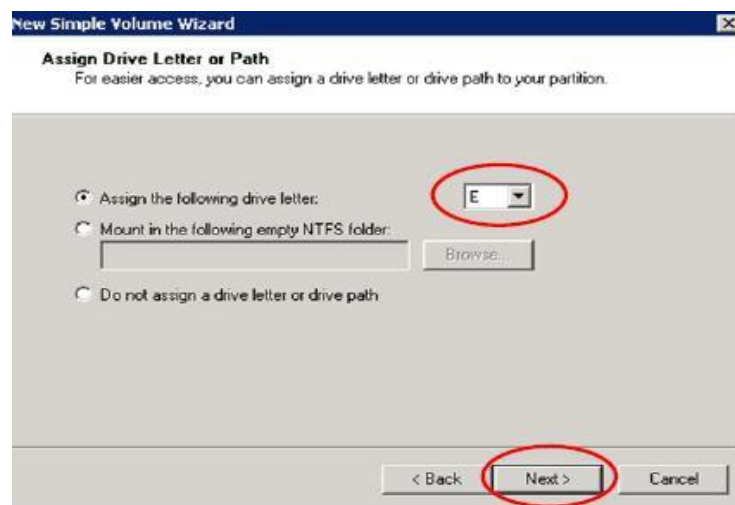 New Simple Volume Wizard
Assign Drive Letter or Path
For easier access, you can assign a drive letter or drive path to your partition.
Assign the following drive letter:
E
Mount in the following empty NTFS folder:
Browse...
Do not assign a drive letter or drive path
< Back
Next >
Cancel